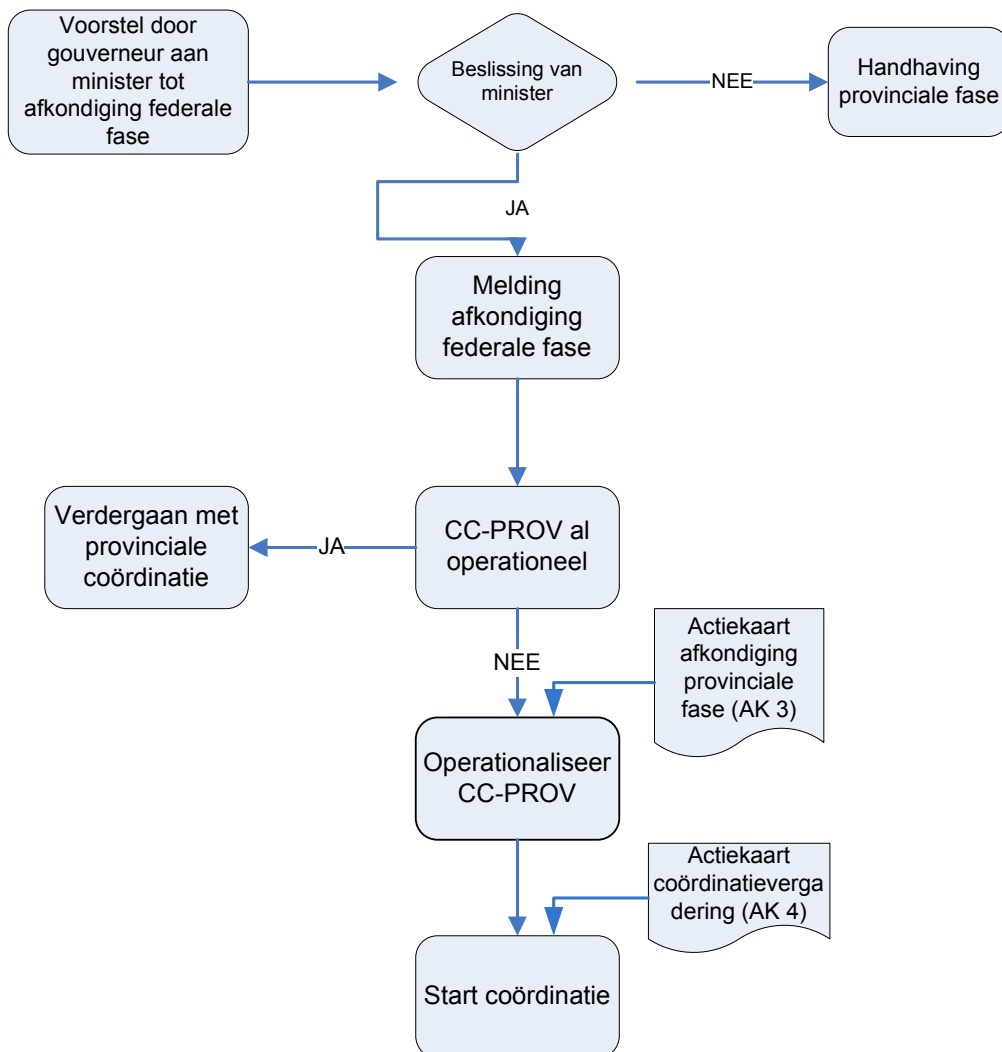 Voorstel door
gouverneur aan
minister tot
afkondiging federale
fase
Beslissing van
minister
NEE
Handhaving
provinciale fase
JA
Melding
afkondiging
federale fase
Verdergaan met
provinciale
coördinatie
JA
CC-PROV al
operationeel
NEE
Actiekaart
afkondiging
provinciale
fase (AK 3)
Operationaliseer
CC-PROV
Actiekaart
coördinatieverga
dering (AK 4)
Start coördinatie